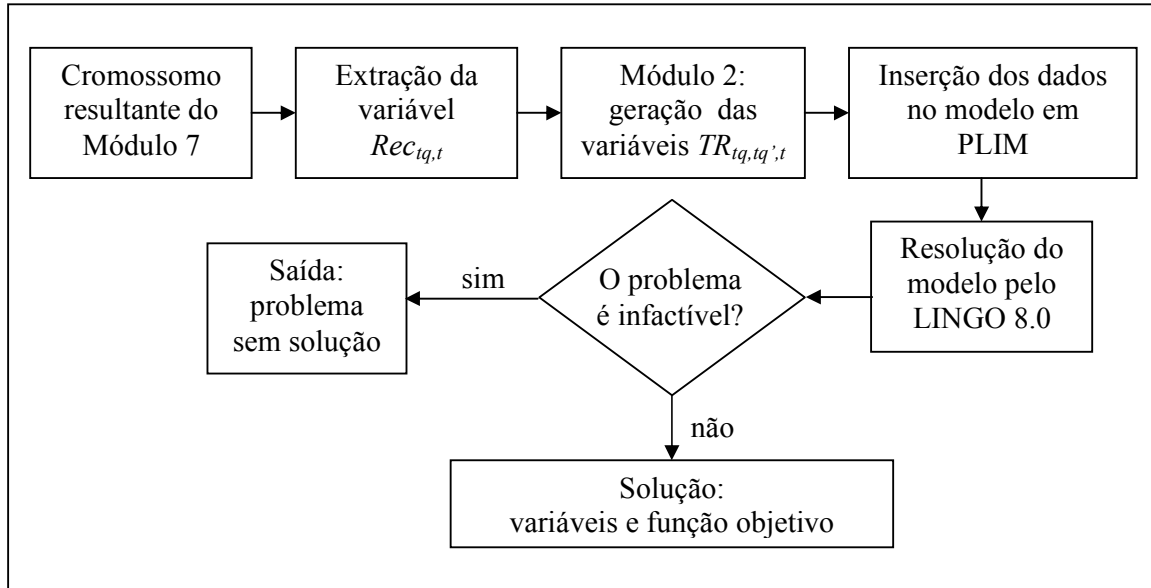 Cromossomo
resultante do
Módulo 7
Extração da
variável
Rec_{tq,t}
Módulo 2:
geração das
variáveis TR_{tq,tq',t}
Inserção dos dados
no modelo em
PLIM
Resolução do
modelo pelo
LINGO 8.0
O problema
é infactível?
sim
Saída:
problema
sem solução
não
Solução:
variáveis e função objetivo